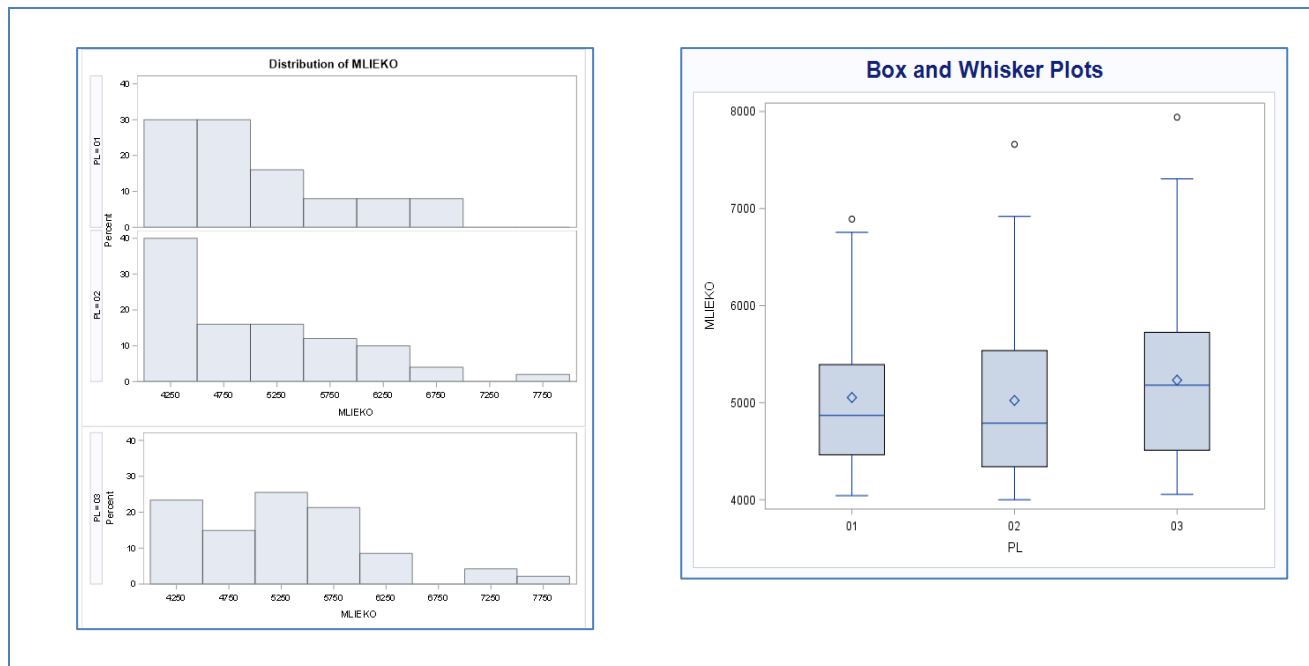 Distribution of MLIEKO
PL = 01
40
30
20
10
0
Percent
PL = 02
40
30
20
10
0
4250 4750 5250 5750 6250 6750 7250 7750
MLIEKO
PL = 03
Percent
40
30
20
10
0
4250 4750 5250 5750 6250 6750 7250 7750
MLIEKO
Box and Whisker Plots
MLIEKO
8000
7000
6000
5000
4000
01 02 03
PL